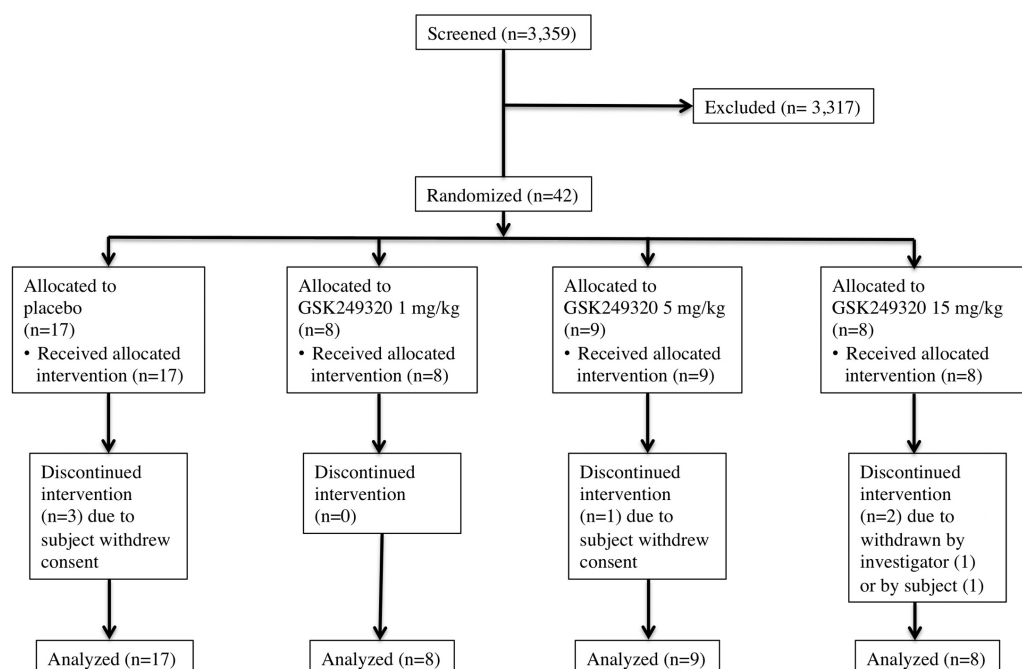 Screened (n=3,359)
Excluded (n= 3,317)
Randomized (n=42)
Allocated to
placebo
(n=17)
• Received allocated
intervention (n=17)
Allocated to
GSK249320 1 mg/kg
(n=8)
• Received allocated
intervention (n=8)
Allocated to
GSK249320 5 mg/kg
(n=9)
• Received allocated
intervention (n=9)
Allocated to
GSK249320 15 mg/kg
(n=8)
• Received allocated
intervention (n=8)
Discontinued
intervention
(n=3) due to
subject withdrew
consent
Discontinued
intervention
(n=0)
Discontinued
intervention
(n=1) due to
subject withdrew
consent
Discontinued
intervention
(n=2) due to
withdrawn by
investigator (1)
or by subject (1)
Analyzed (n=17)
Analyzed (n=8)
Analyzed (n=9)
Analyzed (n=8)